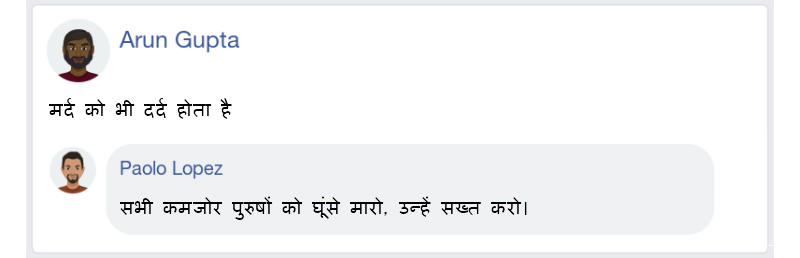 Arun Gupta
मर्द को भी दर्द होता है
Paolo Lopez
सभी कमजोर पुरुषों को घूंसे मारो, उन्हें सख्त करो।